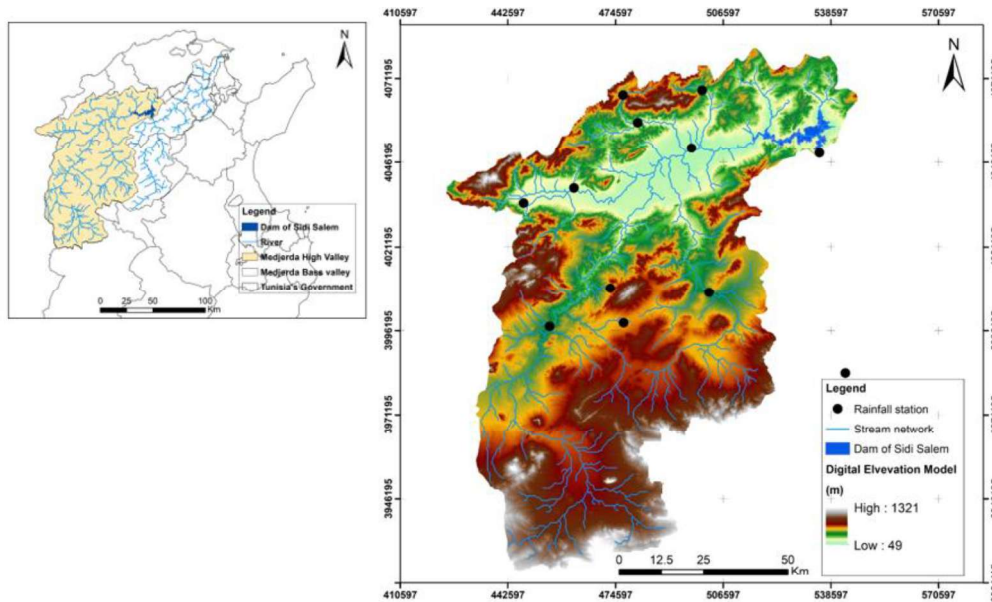 N
Legend
Dam of Sidi Salem
River
Medjerda High Valley
Medjerda Bass valley
Tunisia's Government
0 25 50 100
Km
410597 442597 474597 506597 538597 570597
N
4071195
4046195
4021195
3996195
3971195
3946195
Legend
Rainfall station
Stream network
Dam of Sidi Salem
Digital Elvevation Model
(m)
High : 1321
Low : 49
0 12.5 25 50
Km
410597 442597 474597 506597 538597 570597